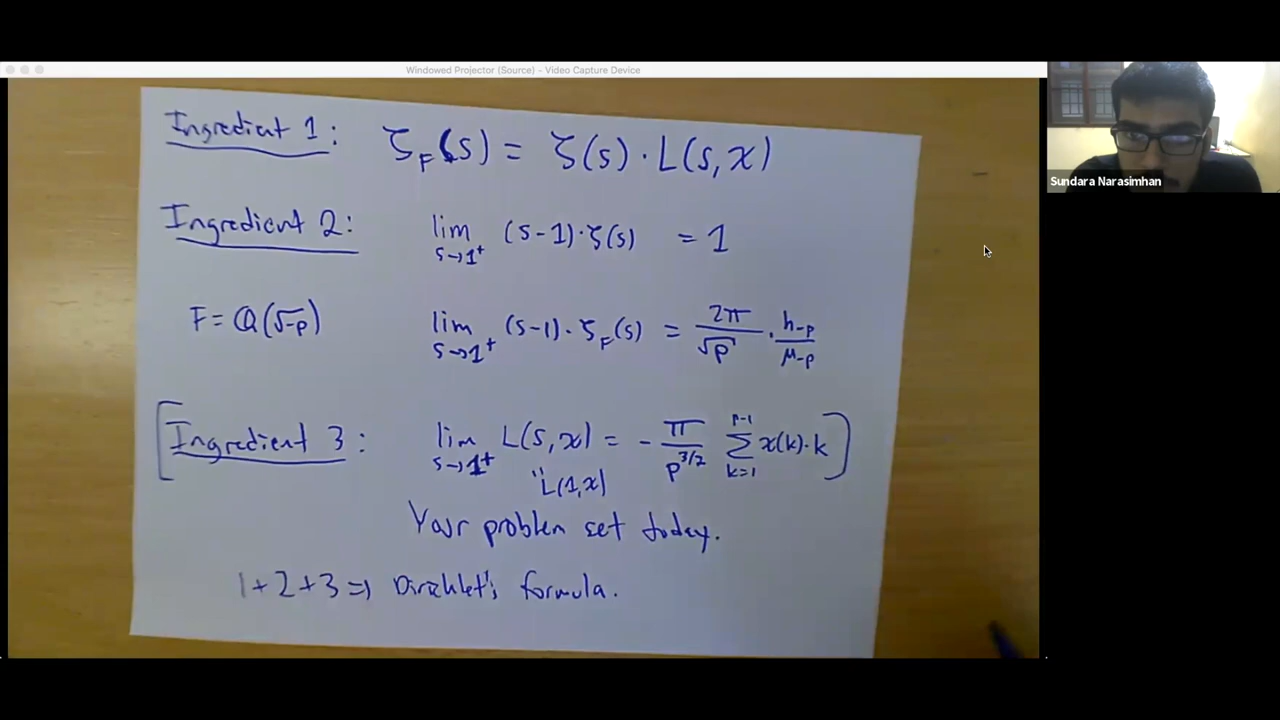 Windowed Projector (Source) - Video Capture Device
Ingredient 1: ζ_F(s) = ζ(s) · L(s, χ)
Ingredient 2: lim_{s→1⁺} (s-1)·ζ(s) = 1
F = ℚ(√-p) lim_{s→1⁺} (s-1)·ζ_F(s) = 2π/√p · h_{-p}/μ_{-p}
[Ingredient 3: lim_{s→1⁺} L(s, χ) = - π/p^{3/2} ∑_{k=1}^{p-1} χ(k)·k]
"L(1, χ)
Your problem set today.
1+2+3 ⇒ Dirichlet's formula.
Sundara Narasimhan